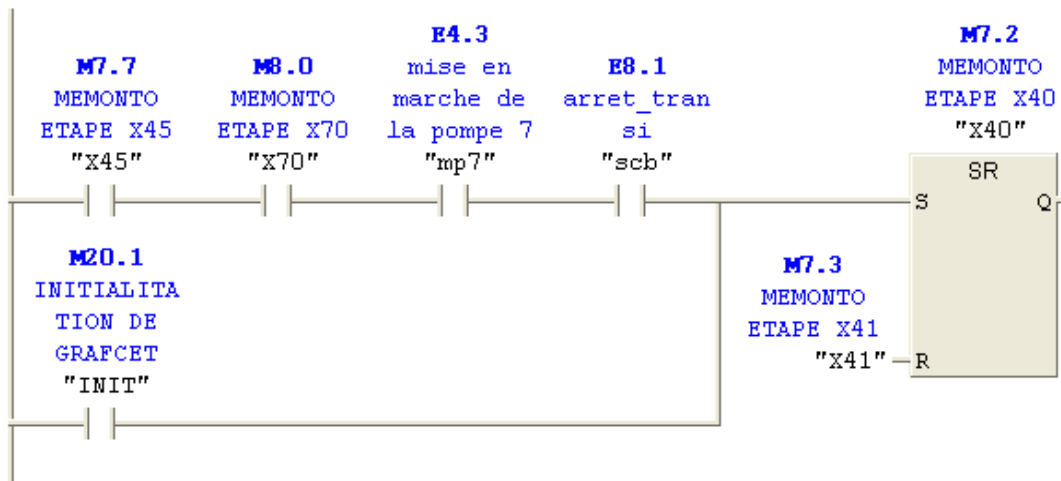 M7.7
MEMONTO
ETAPE X45
"X45"
M8.0
MEMONTO
ETAPE X70
"X70"
E4.3
mise en
marche de
la pompe 7
"mp7"
E8.1
arret_tran
si
"scb"
M7.2
MEMONTO
ETAPE X40
"X40"
SR
S
Q
M20.1
INITIALITA
TION DE
GRAFCET
"INIT"
M7.3
MEMONTO
ETAPE X41
"X41"
R